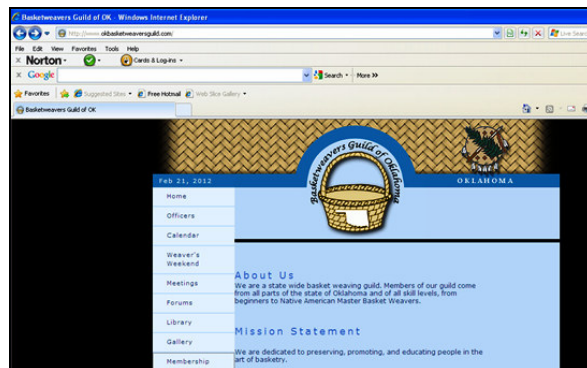 Basketweavers Guild of OK - Windows Internet Explorer
http://www.okbasketweaversguild.com/
Live Searc
File Edit View Favorites Tools Help
Norton
Cards & Log-ins
Google
Search
More »
Favorites
Suggested Sites
Free Hotmail
Web Slice Gallery
Basketweavers Guild of OK
Basketweavers Guild of Oklahoma
Feb 21, 2012
OKLAHOMA
Home
Officers
Calendar
Weaver's
Weekend
Meetings
Forums
Library
Gallery
Membership
About Us
We are a state wide basket weaving guild. Members of our guild come
from all parts of the state of Oklahoma and of all skill levels, from
beginners to Native American Master Basket Weavers.
Mission Statement
We are dedicated to preserving, promoting, and educating people in the
art of basketry.